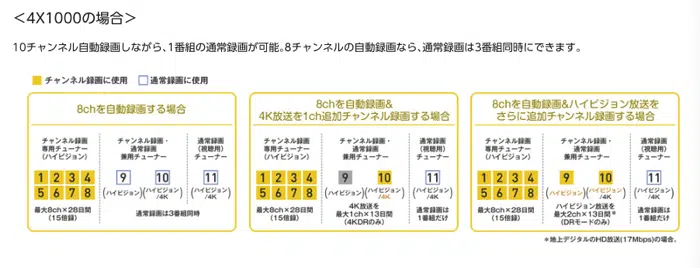 ＜4X1000の場合＞
10チャンネル自動録画しながら、1番組の通常録画が可能。8チャンネルの自動録画なら、通常録画は3番組同時にできます。
チャンネル録画に使用 通常録画に使用
8chを自動録画する場合
チャンネル録画
専用チューナー
(ハイビジョン)
チャンネル録画・
通常録画
兼用チューナー
通常録画
(視聴用)
チューナー
1 2 3 4
5 6 7 8
9
(ハイビジョン)
10
(ハイビジョン
/4K)
11
(ハイビジョン
/4K)
最大8ch×28日間
(15倍録)
通常録画は3番組同時
8chを自動録画&
4K放送を1ch追加チャンネル録画する場合
チャンネル録画
専用チューナー
(ハイビジョン)
チャンネル録画・
通常録画
兼用チューナー
通常録画
(視聴用)
チューナー
1 2 3 4
5 6 7 8
9
(ハイビジョン)
10
(ハイビジョン
/4K)
11
(ハイビジョン
/4K)
最大8ch×28日間
(15倍録)
4K放送を
最大1ch×13日間
(4KDRのみ)
通常録画は
1番組だけ
8chを自動録画&ハイビジョン放送を
さらに追加チャンネル録画する場合
チャンネル録画
専用チューナー
(ハイビジョン)
チャンネル録画・
通常録画
兼用チューナー
通常録画
(視聴用)
チューナー
1 2 3 4
5 6 7 8
9
(ハイビジョン)
10
(ハイビジョン
/4K)
11
(ハイビジョン
/4K)
最大8ch×28日間
(15倍録)
ハイビジョン放送を
最大2ch×13日間＊
(DRモードのみ)
通常録画は
1番組だけ
＊地上デジタルのHD放送(17Mbps)の場合。